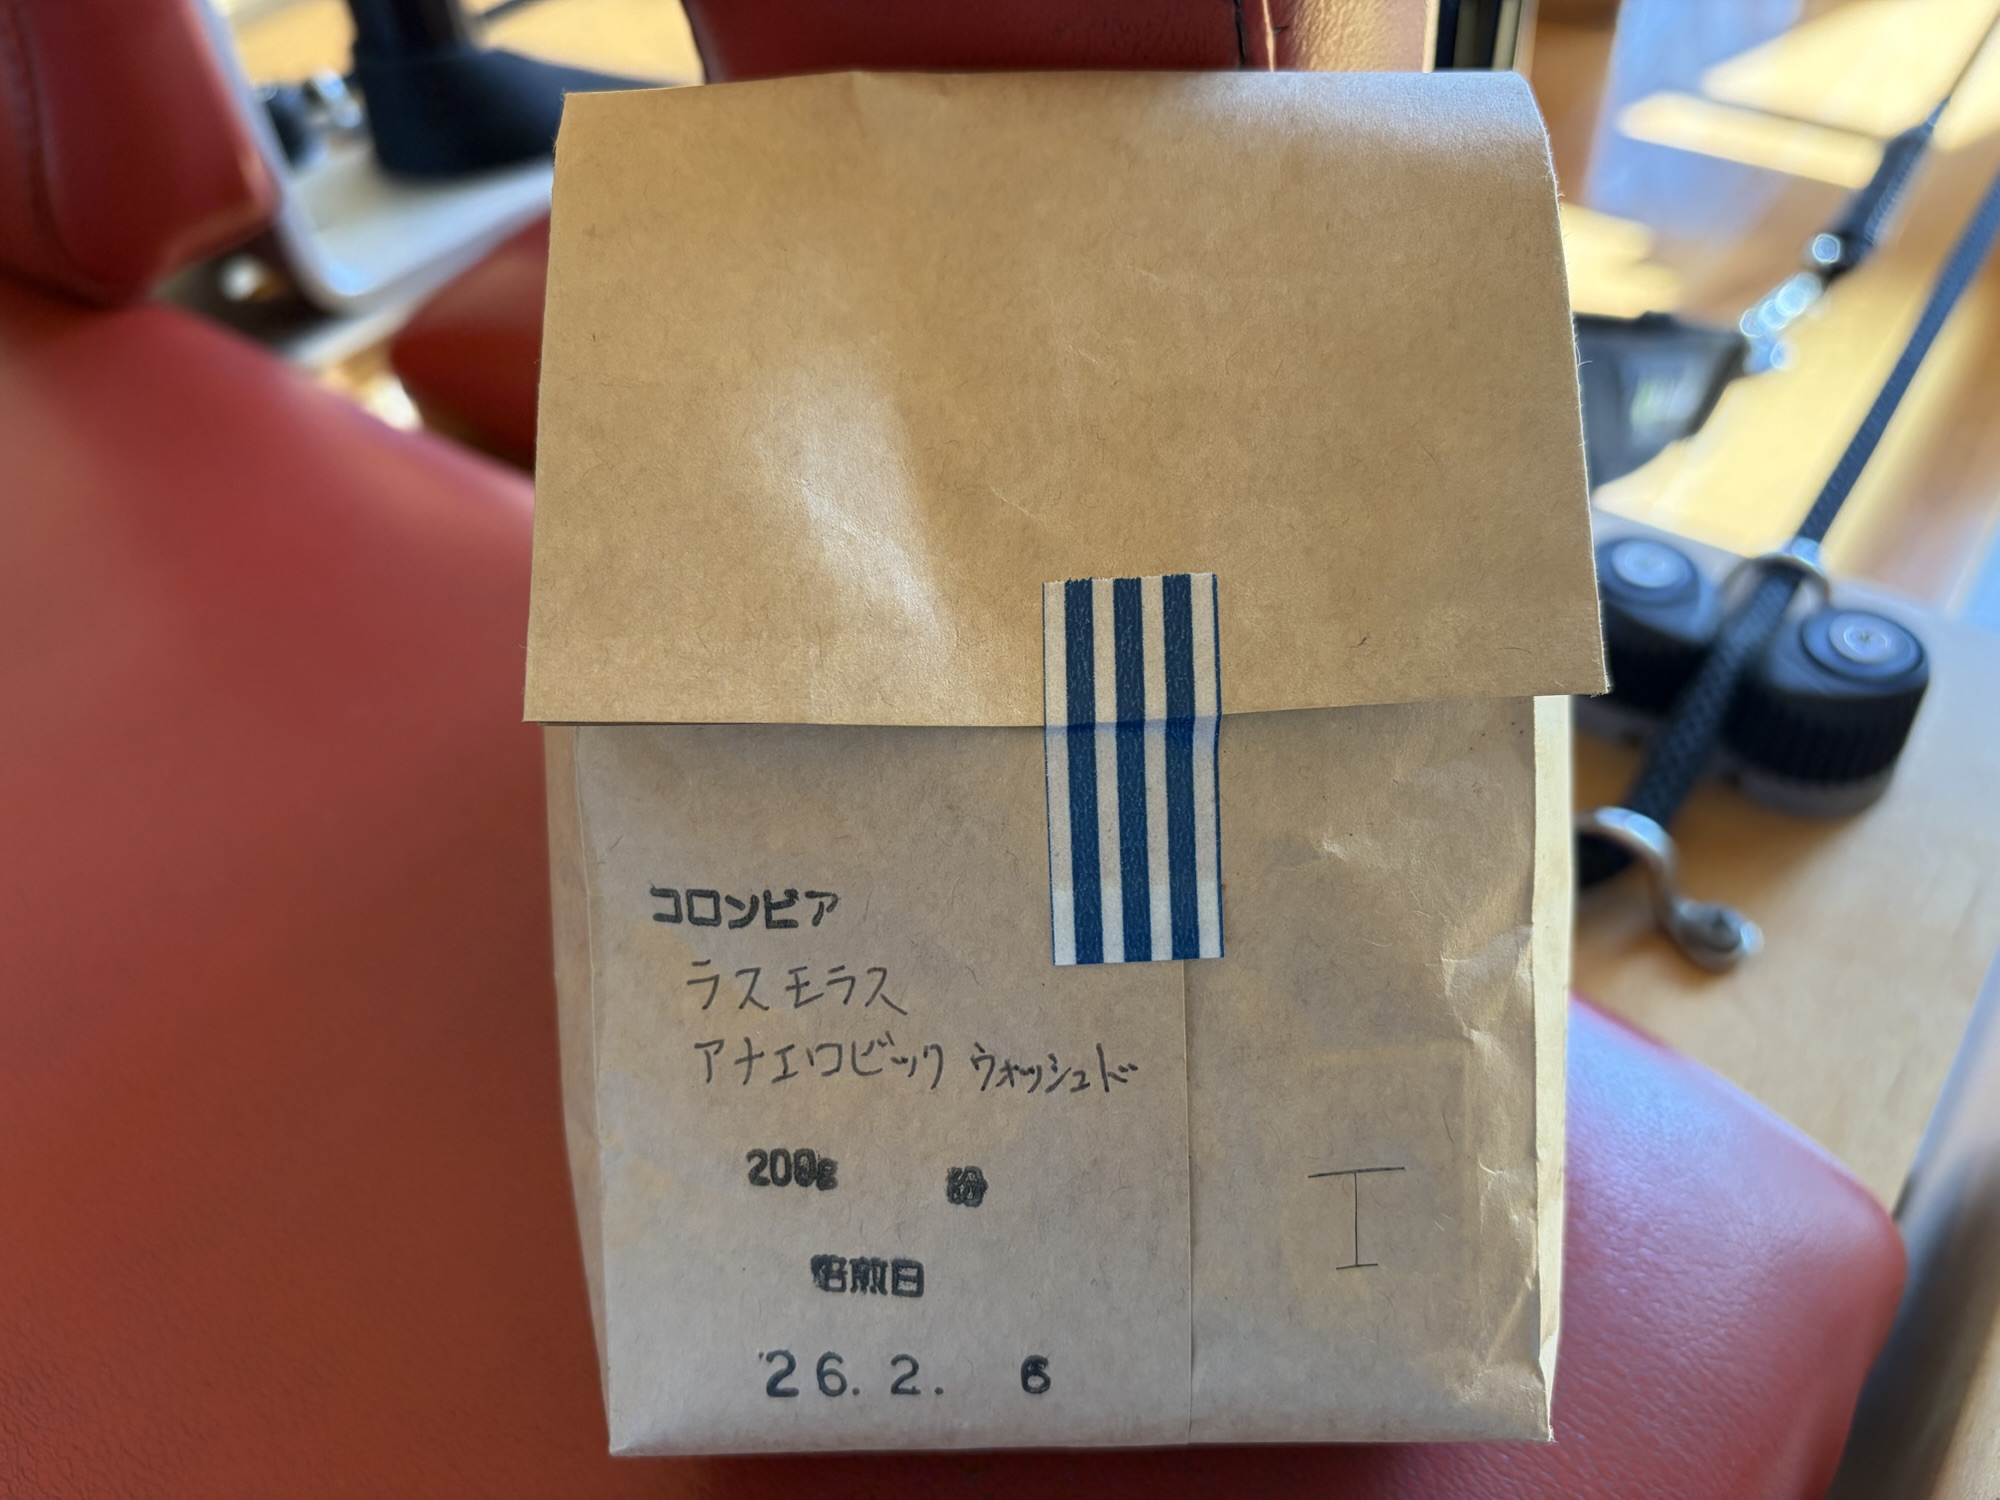 コロンビア
ラスモラス
アナエロビック ウォッシュド
200g 粉
焙煎日
'26. 2. 6
エ